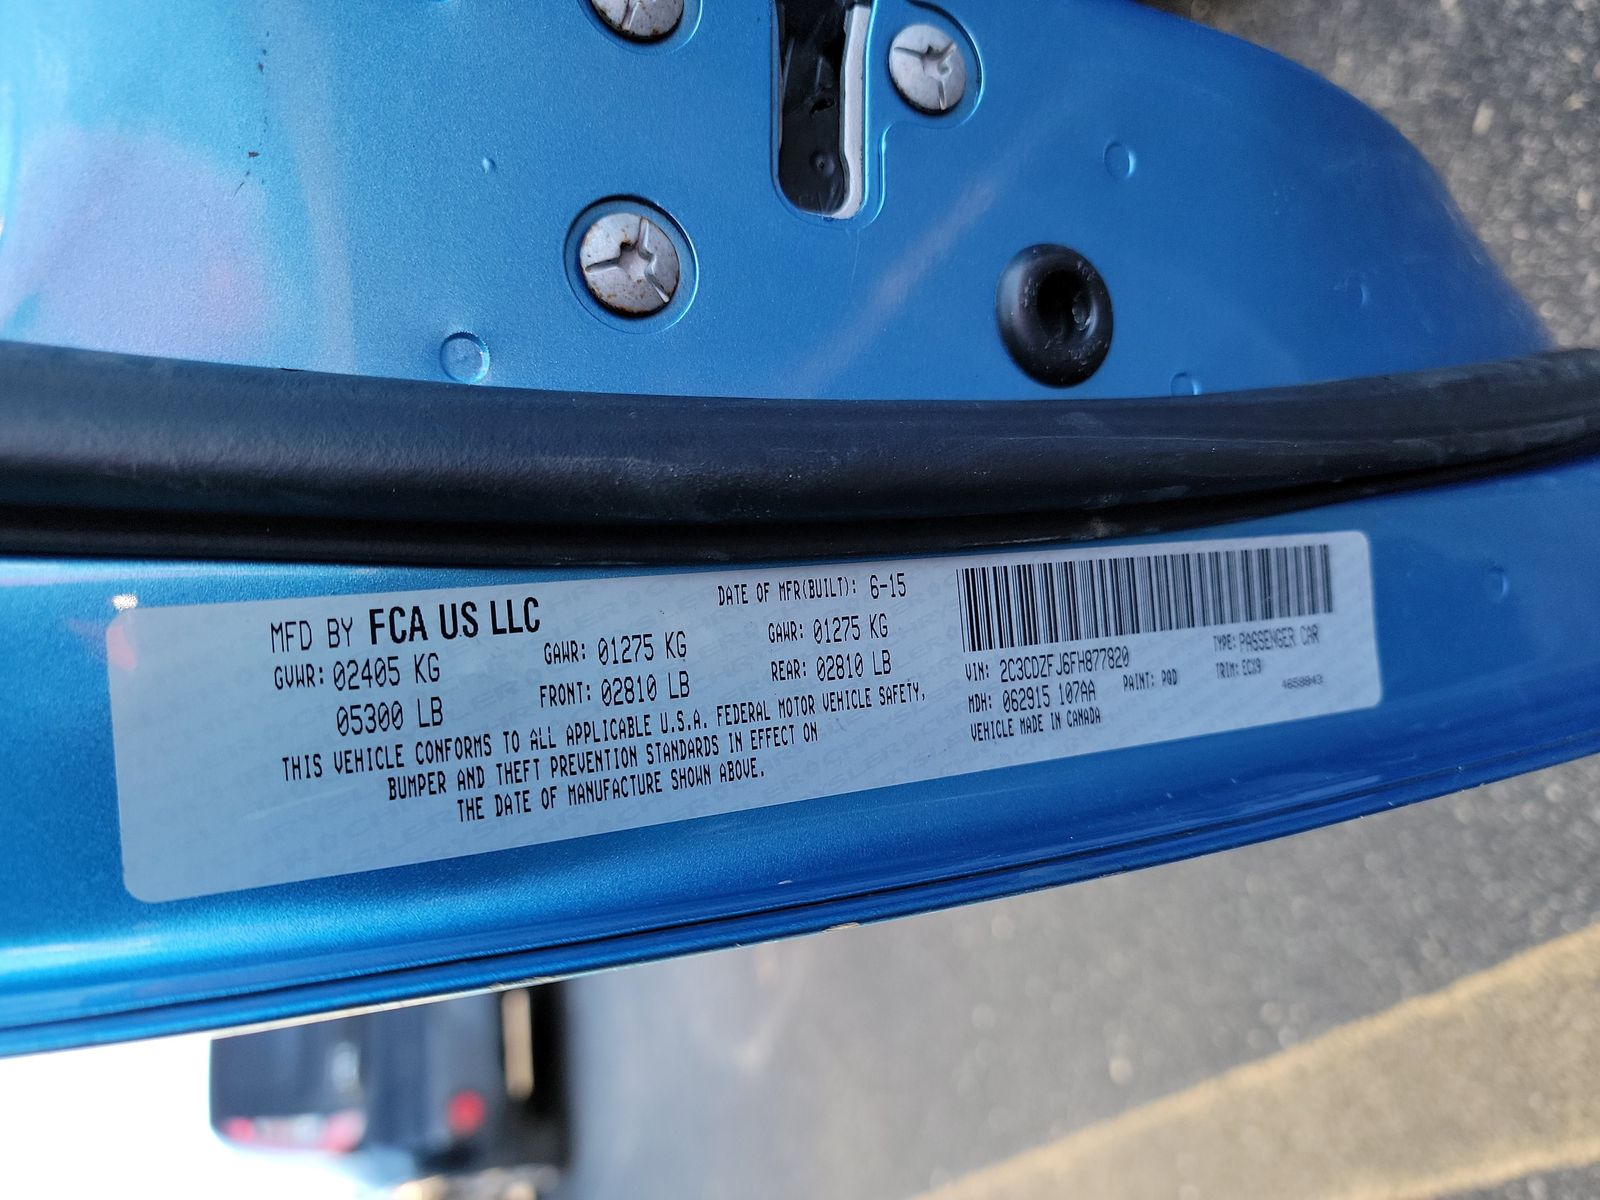 MFD BY FCA US LLC DATE OF MFR(BUILT): 6-15
GVWR: 02405 KG GAWR: 01275 KG GAWR: 01275 KG
05300 LB FRONT: 02810 LB REAR: 02810 LB
THIS VEHICLE CONFORMS TO ALL APPLICABLE U.S.A. FEDERAL MOTOR VEHICLE SAFETY,
BUMPER AND THEFT PREVENTION STANDARDS IN EFFECT ON
THE DATE OF MANUFACTURE SHOWN ABOVE.
VIN: 2C3CDZFJ6FH877820 TYPE: PASSENGER CAR
MDH: 062915 107AA PAINT: PQD TRIM: ECX9
VEHICLE MADE IN CANADA 4658843